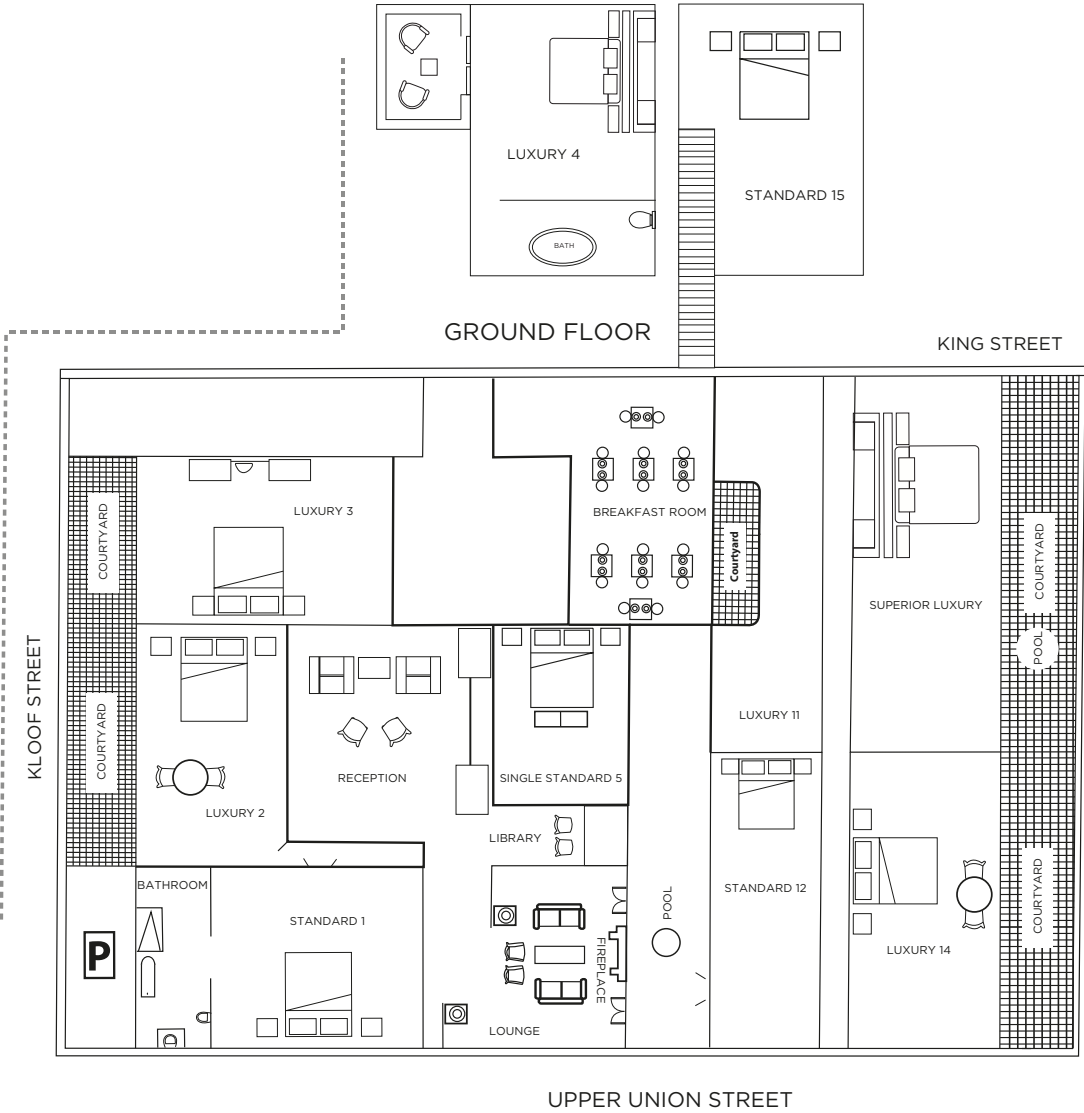 LUXURY 4
BATH
STANDARD 15
GROUND FLOOR
KING STREET
COURTYARD
LUXURY 3
BREAKFAST ROOM
Courtyard
COURTYARD
SUPERIOR LUXURY
POOL
KLOOF STREET
COURTYARD
LUXURY 11
RECEPTION
SINGLE STANDARD 5
LUXURY 2
LIBRARY
BATHROOM
STANDARD 1
POOL
STANDARD 12
COURTYARD
P
FIREPLACE
LUXURY 14
LOUNGE
UPPER UNION STREET